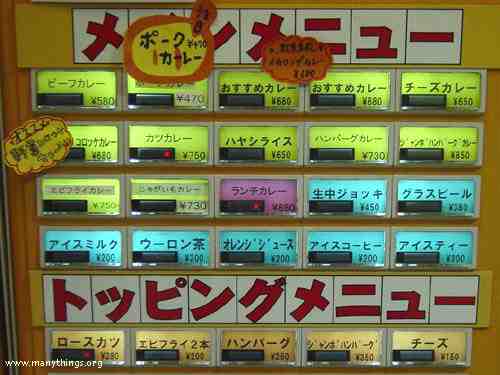 メインメニュー
ポーク
¥470
カレー
ビーフカレー
¥580
¥470
おすすめカレー
¥680
おすすめカレー
¥680
チーズカレー
¥650
コロッケカレー
¥680
カツカレー
¥750
ハヤシライス
¥650
ハンバーグカレー
¥730
ジャンボハンバーグカレー
¥850
エビフライカレー
¥750
じゃがいもカレー
¥730
ランチカレー
生中ジョッキ
¥450
グラスビール
アイスミルク
¥200
ウーロン茶
¥200
オレンジジュース
¥200
アイスコーヒー
¥200
アイスティー
¥200
トッピングメニュー
ロースカツ
¥280
エビフライ2本
ハンバーグ
ジャンボハンバーグ
¥350
チーズ
¥150
www.manythings.org